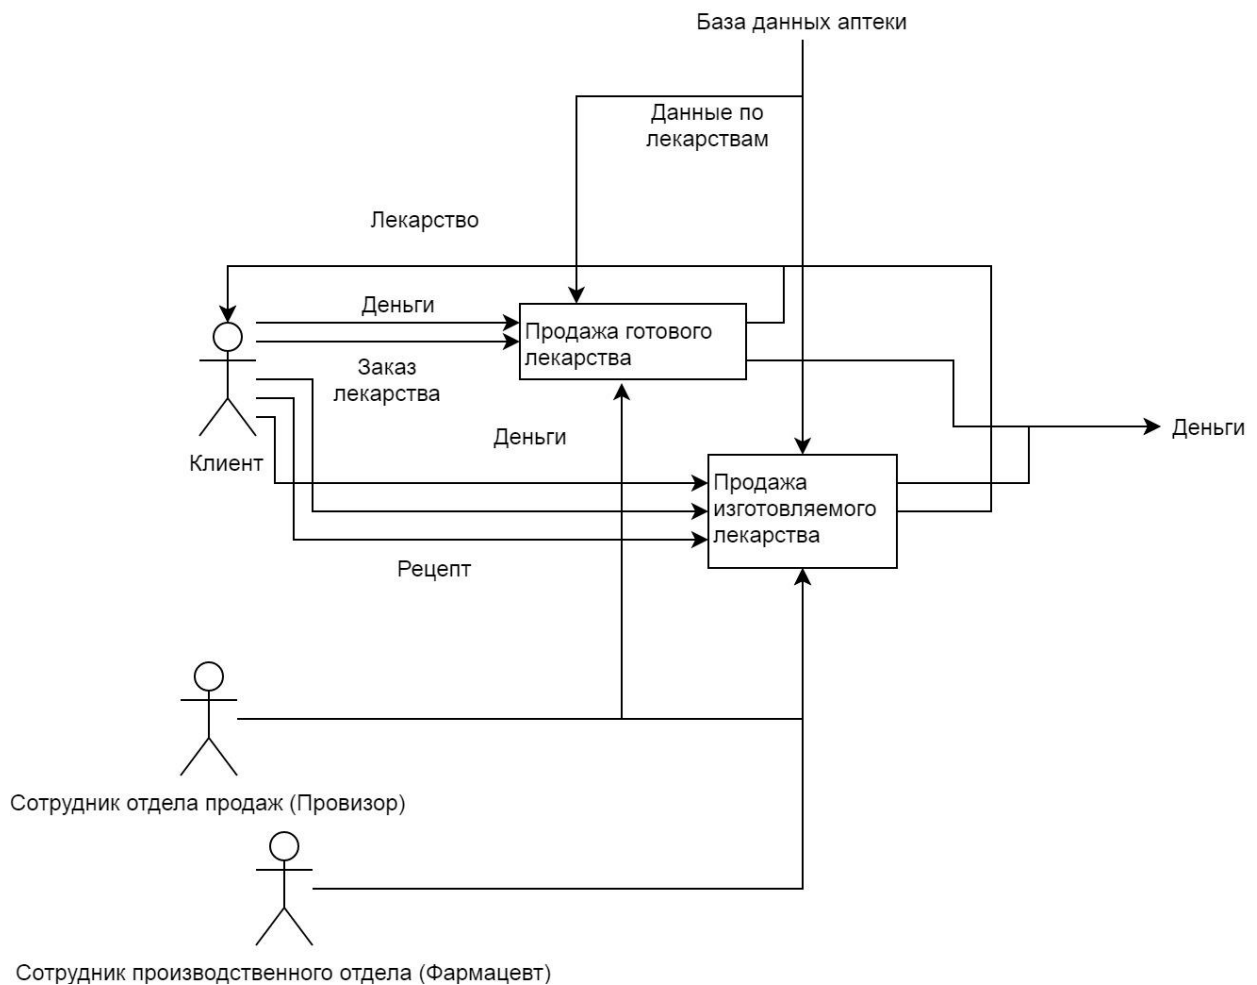 База данных аптеки
Данные по
лекарствам
Лекарство
Деньги
Продажа готового
лекарства
Заказ
лекарства
Деньги
Деньги
Клиент
Продажа
изготовляемого
лекарства
Рецепт
Сотрудник отдела продаж (Провизор)
Сотрудник производственного отдела (Фармацевт)